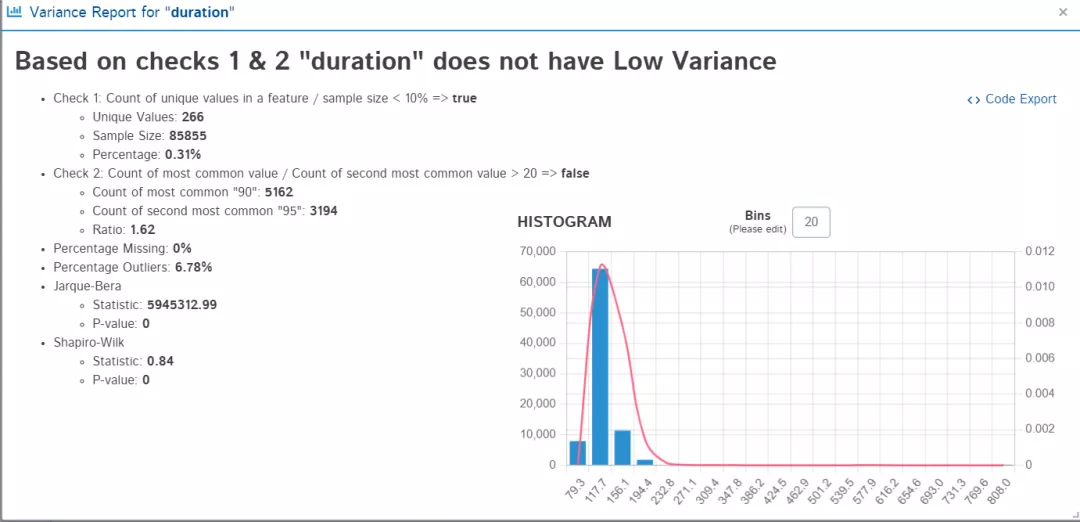 Variance Report for "duration"
×
Based on checks 1 & 2 "duration" does not have Low Variance
• Check 1: Count of unique values in a feature / sample size < 10% => true
Code Export
Unique Values: 266
Sample Size: 85855
Percentage: 0.31%
• Check 2: Count of most common value / Count of second most common value > 20 => false
Count of most common "90": 5162
Count of second most common "95": 3194
Ratio: 1.62
• Percentage Missing: 0%
• Percentage Outliers: 6.78%
• Jarque-Bera
Statistic: 5945312.99
P-value: 0
• Shapiro-Wilk
Statistic: 0.84
P-value: 0
HISTOGRAM
Bins
(Please edit)
20
70,000
60,000
50,000
40,000
30,000
20,000
10,000
0
0.012
0.010
0.008
0.006
0.004
0.002
0
79.3
117.7
156.1
194.4
232.8
271.1
309.4
347.8
386.2
424.5
462.9
501.2
539.5
577.9
616.2
654.6
693.0
731.3
769.6
808.0